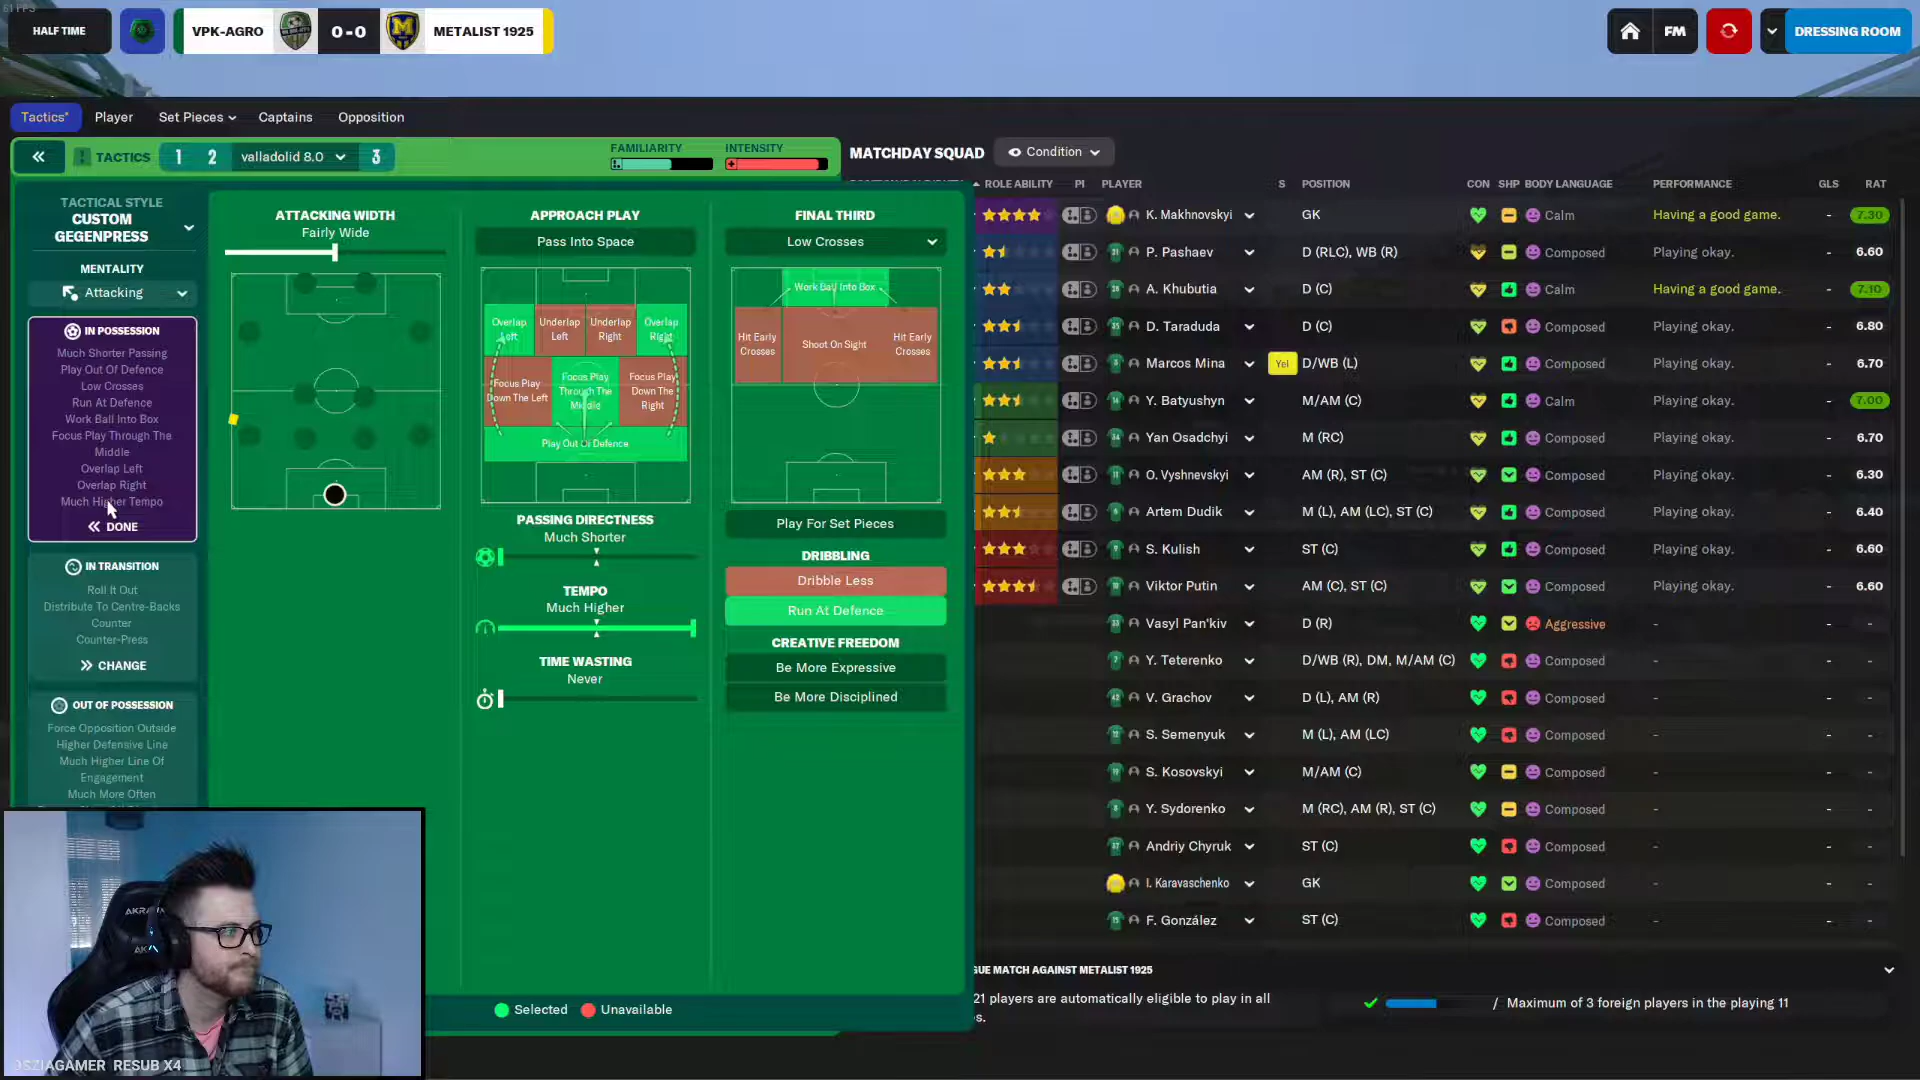 61 FPS
HALF TIME
VPK-AGRO
0-0
METALIST 1925
FM
DRESSING ROOM
Tactics*
Player
Set Pieces
Captains
Opposition
TACTICS
1
2
valladolid 8.0
3
FAMILIARITY
INTENSITY
MATCHDAY SQUAD
Condition
TACTICAL STYLE
CUSTOM
GEGENPRESS
MENTALITY
Attacking
IN POSSESSION
Much Shorter Passing
Play Out Of Defence
Low Crosses
Run At Defence
Work Ball Into Box
Focus Play Through The
Middle
Overlap Left
Overlap Right
Much Higher Tempo
DONE
IN TRANSITION
Roll It Out
Distribute To Centre-Backs
Counter
Counter-Press
CHANGE
OUT OF POSSESSION
Force Opposition Outside
Higher Defensive Line
Much Higher Line Of
Engagement
Much More Often
ATTACKING WIDTH
Fairly Wide
APPROACH PLAY
Pass Into Space
Overlap
Left
Underlap
Left
Underlap
Right
Overlap
Right
Focus Play
Down The Left
Focus Play
Through The
Middle
Focus Play
Down The
Right
Play Out Of Defence
PASSING DIRECTNESS
Much Shorter
TEMPO
Much Higher
TIME WASTING
Never
FINAL THIRD
Low Crosses
Work Ball Into Box
Hit Early
Crosses
Shoot On Sight
Hit Early
Crosses
Play For Set Pieces
DRIBBLING
Dribble Less
Run At Defence
CREATIVE FREEDOM
Be More Expressive
Be More Disciplined
Selected
Unavailable
ROLE ABILITY PI PLAYER S POSITION CON SHP BODY LANGUAGE PERFORMANCE GLS RAT
K. Makhnovskyi GK Calm Having a good game. - 7.30
P. Pashaev D (RLC), WB (R) Composed Playing okay. - 6.60
A. Khubutia D (C) Calm Having a good game. - 7.10
D. Taraduda D (C) Composed Playing okay. - 6.80
Marcos Mina Yel D/WB (L) Composed Playing okay. - 6.70
Y. Batyushyn M/AM (C) Calm Playing okay. - 7.00
Yan Osadchyi M (RC) Composed Playing okay. - 6.70
O. Vyshnevskyi AM (R), ST (C) Composed Playing okay. - 6.30
Artem Dudik M (L), AM (LC), ST (C) Composed Playing okay. - 6.40
S. Kulish ST (C) Composed Playing okay. - 6.60
Viktor Putin AM (C), ST (C) Composed Playing okay. - 6.60
Vasyl Pan'kiv D (R) Aggressive - - -
Y. Teterenko D/WB (R), DM, M/AM (C) Composed - - -
V. Grachov D (L), AM (R) Composed - - -
S. Semenyuk M (L), AM (LC) Composed - - -
S. Kosovskyi M/AM (C) Composed - - -
Y. Sydorenko M (RC), AM (R), ST (C) Composed - - -
Andriy Chyruk ST (C) Composed - - -
I. Karavaschenko GK Composed - - -
F. González ST (C) Composed - - -
GUE MATCH AGAINST METALIST 1925
21 players are automatically eligible to play in all
s.
/ Maximum of 3 foreign players in the playing 11
AKRA
AK
OSZIAGAMER RESUB X4